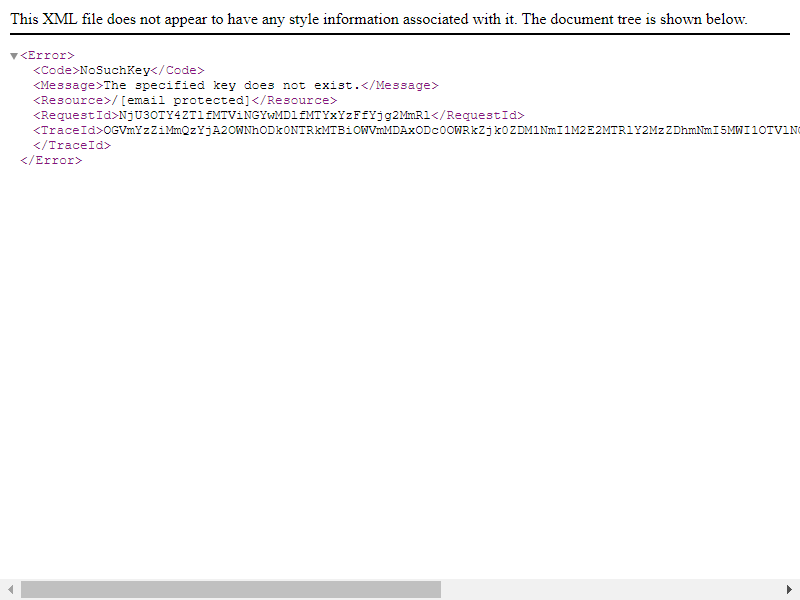 This XML file does not appear to have any style information associated with it. The document tree is shown below.
▼<Error>
<Code>NoSuchKey</Code>
<Message>The specified key does not exist.</Message>
<Resource>/[email protected]</Resource>
<RequestId>NjU3OTY4ZTlfMTViNGYwMDlfMTYxYzFfYjg2MmRl</RequestId>
<TraceId>OGVmYzZiMmQzYjA2OWNhODk0NTRkMTBiOWVmMDAxODc0OWRkZjk0ZDM1NmI1M2E2MTRlY2MzZDhmNmI5MWI1OTVlN
</TraceId>
</Error>